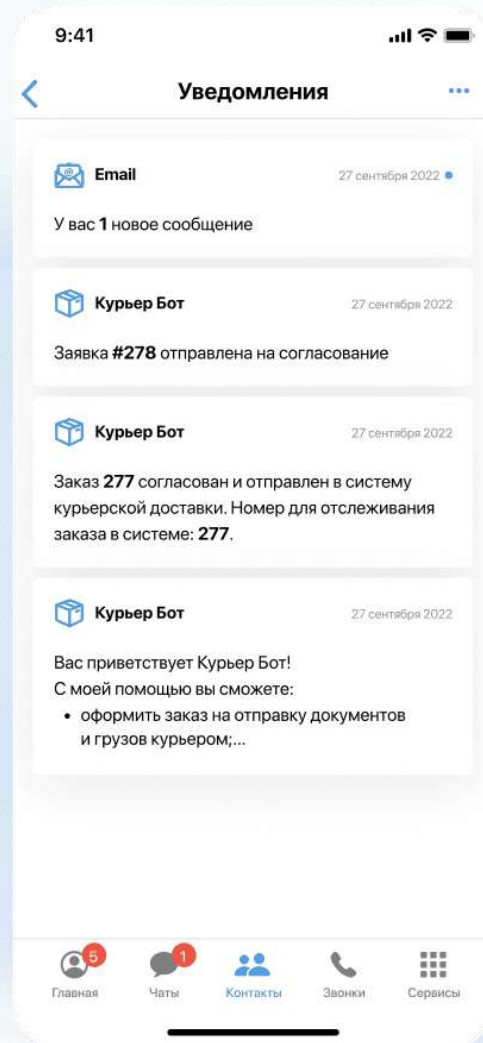 9:41
Уведомления
Email
27 сентября 2022
У вас 1 новое сообщение
Курьер Бот
27 сентября 2022
Заявка #278 отправлена на согласование
Курьер Бот
27 сентября 2022
Заказ 277 согласован и отправлен в систему
курьерской доставки. Номер для отслеживания
заказа в системе: 277.
Курьер Бот
27 сентября 2022
Вас приветствует Курьер Бот!
С моей помощью вы сможете:
• оформить заказ на отправку документов
и грузов курьером;...
5
1
Главная
Чаты
Контакты
Звонки
Сервисы